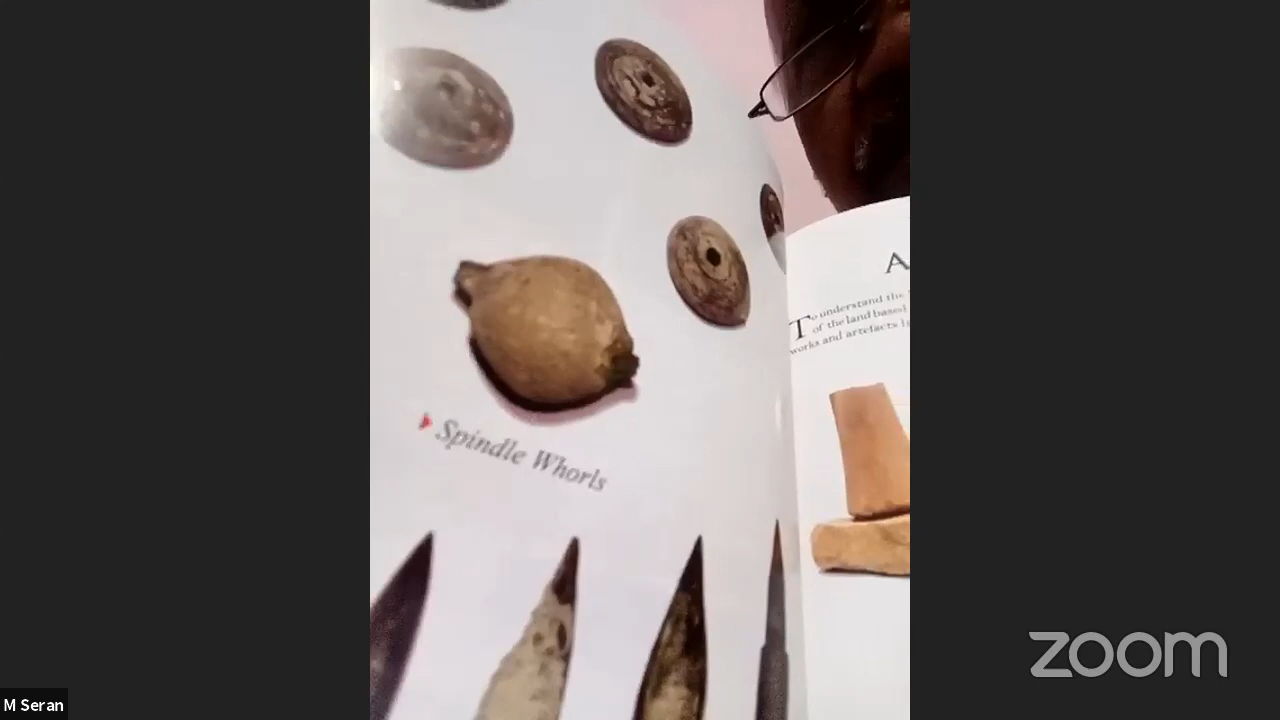 Spindle Whorls
A
To understand the
of the land based
works and artefacts
M Seran
zoom